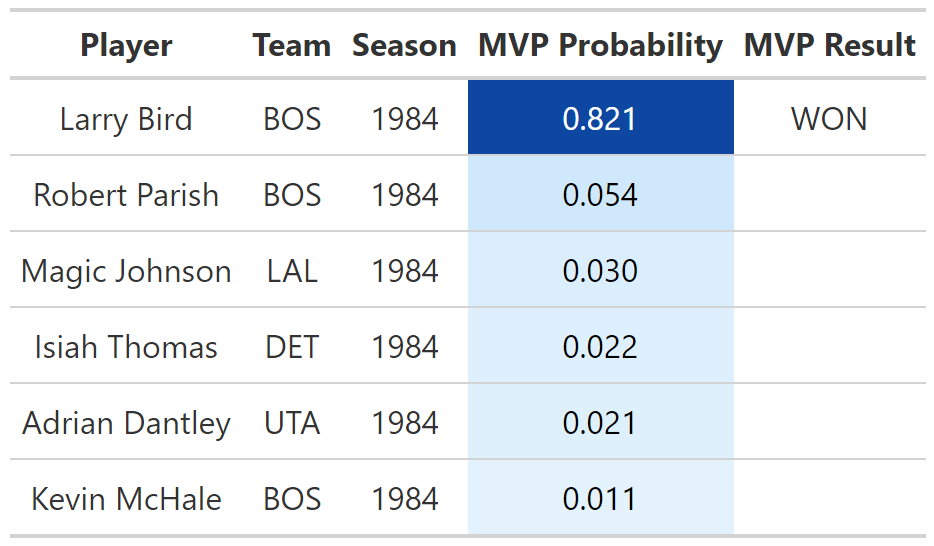 Player Team Season MVP Probability MVP Result
Larry Bird BOS 1984 0.821 WON
Robert Parish BOS 1984 0.054
Magic Johnson LAL 1984 0.030
Isiah Thomas DET 1984 0.022
Adrian Dantley UTA 1984 0.021
Kevin McHale BOS 1984 0.011